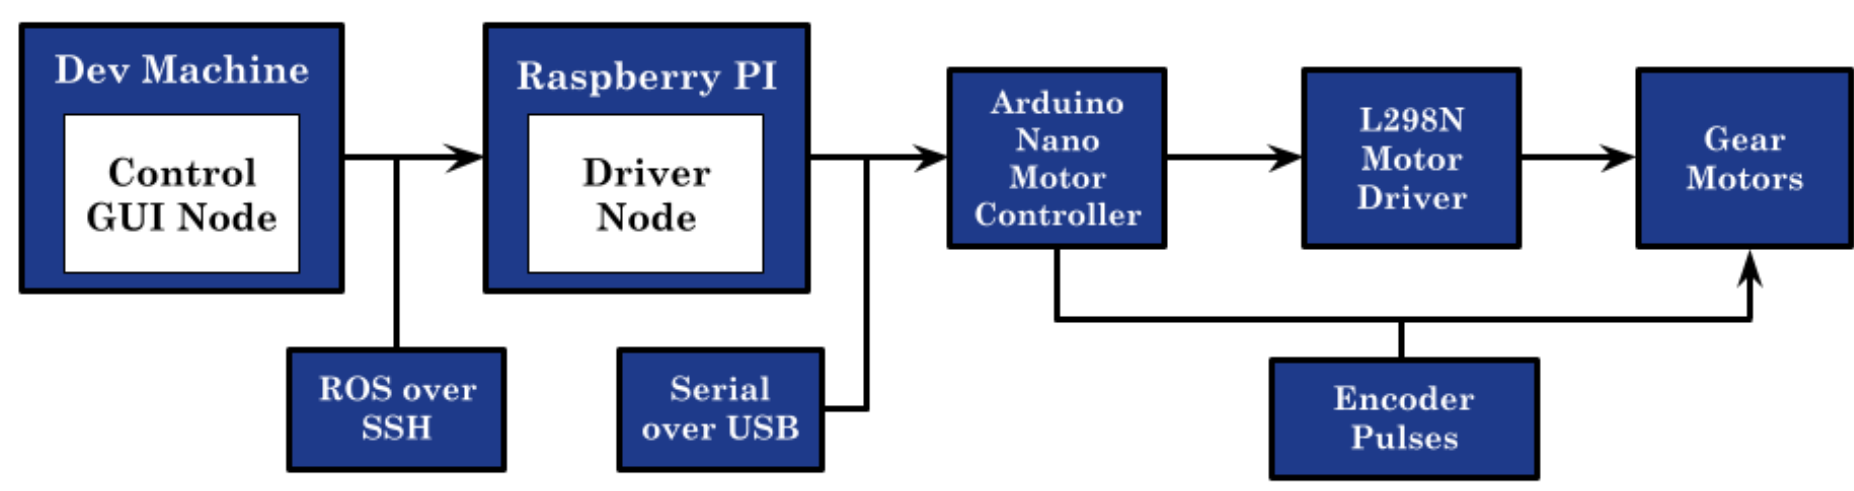 Dev Machine
Control
GUI Node
Raspberry PI
Driver
Node
Arduino
Nano
Motor
Controller
L298N
Motor
Driver
Gear
Motors
ROS over
SSH
Serial
over USB
Encoder
Pulses